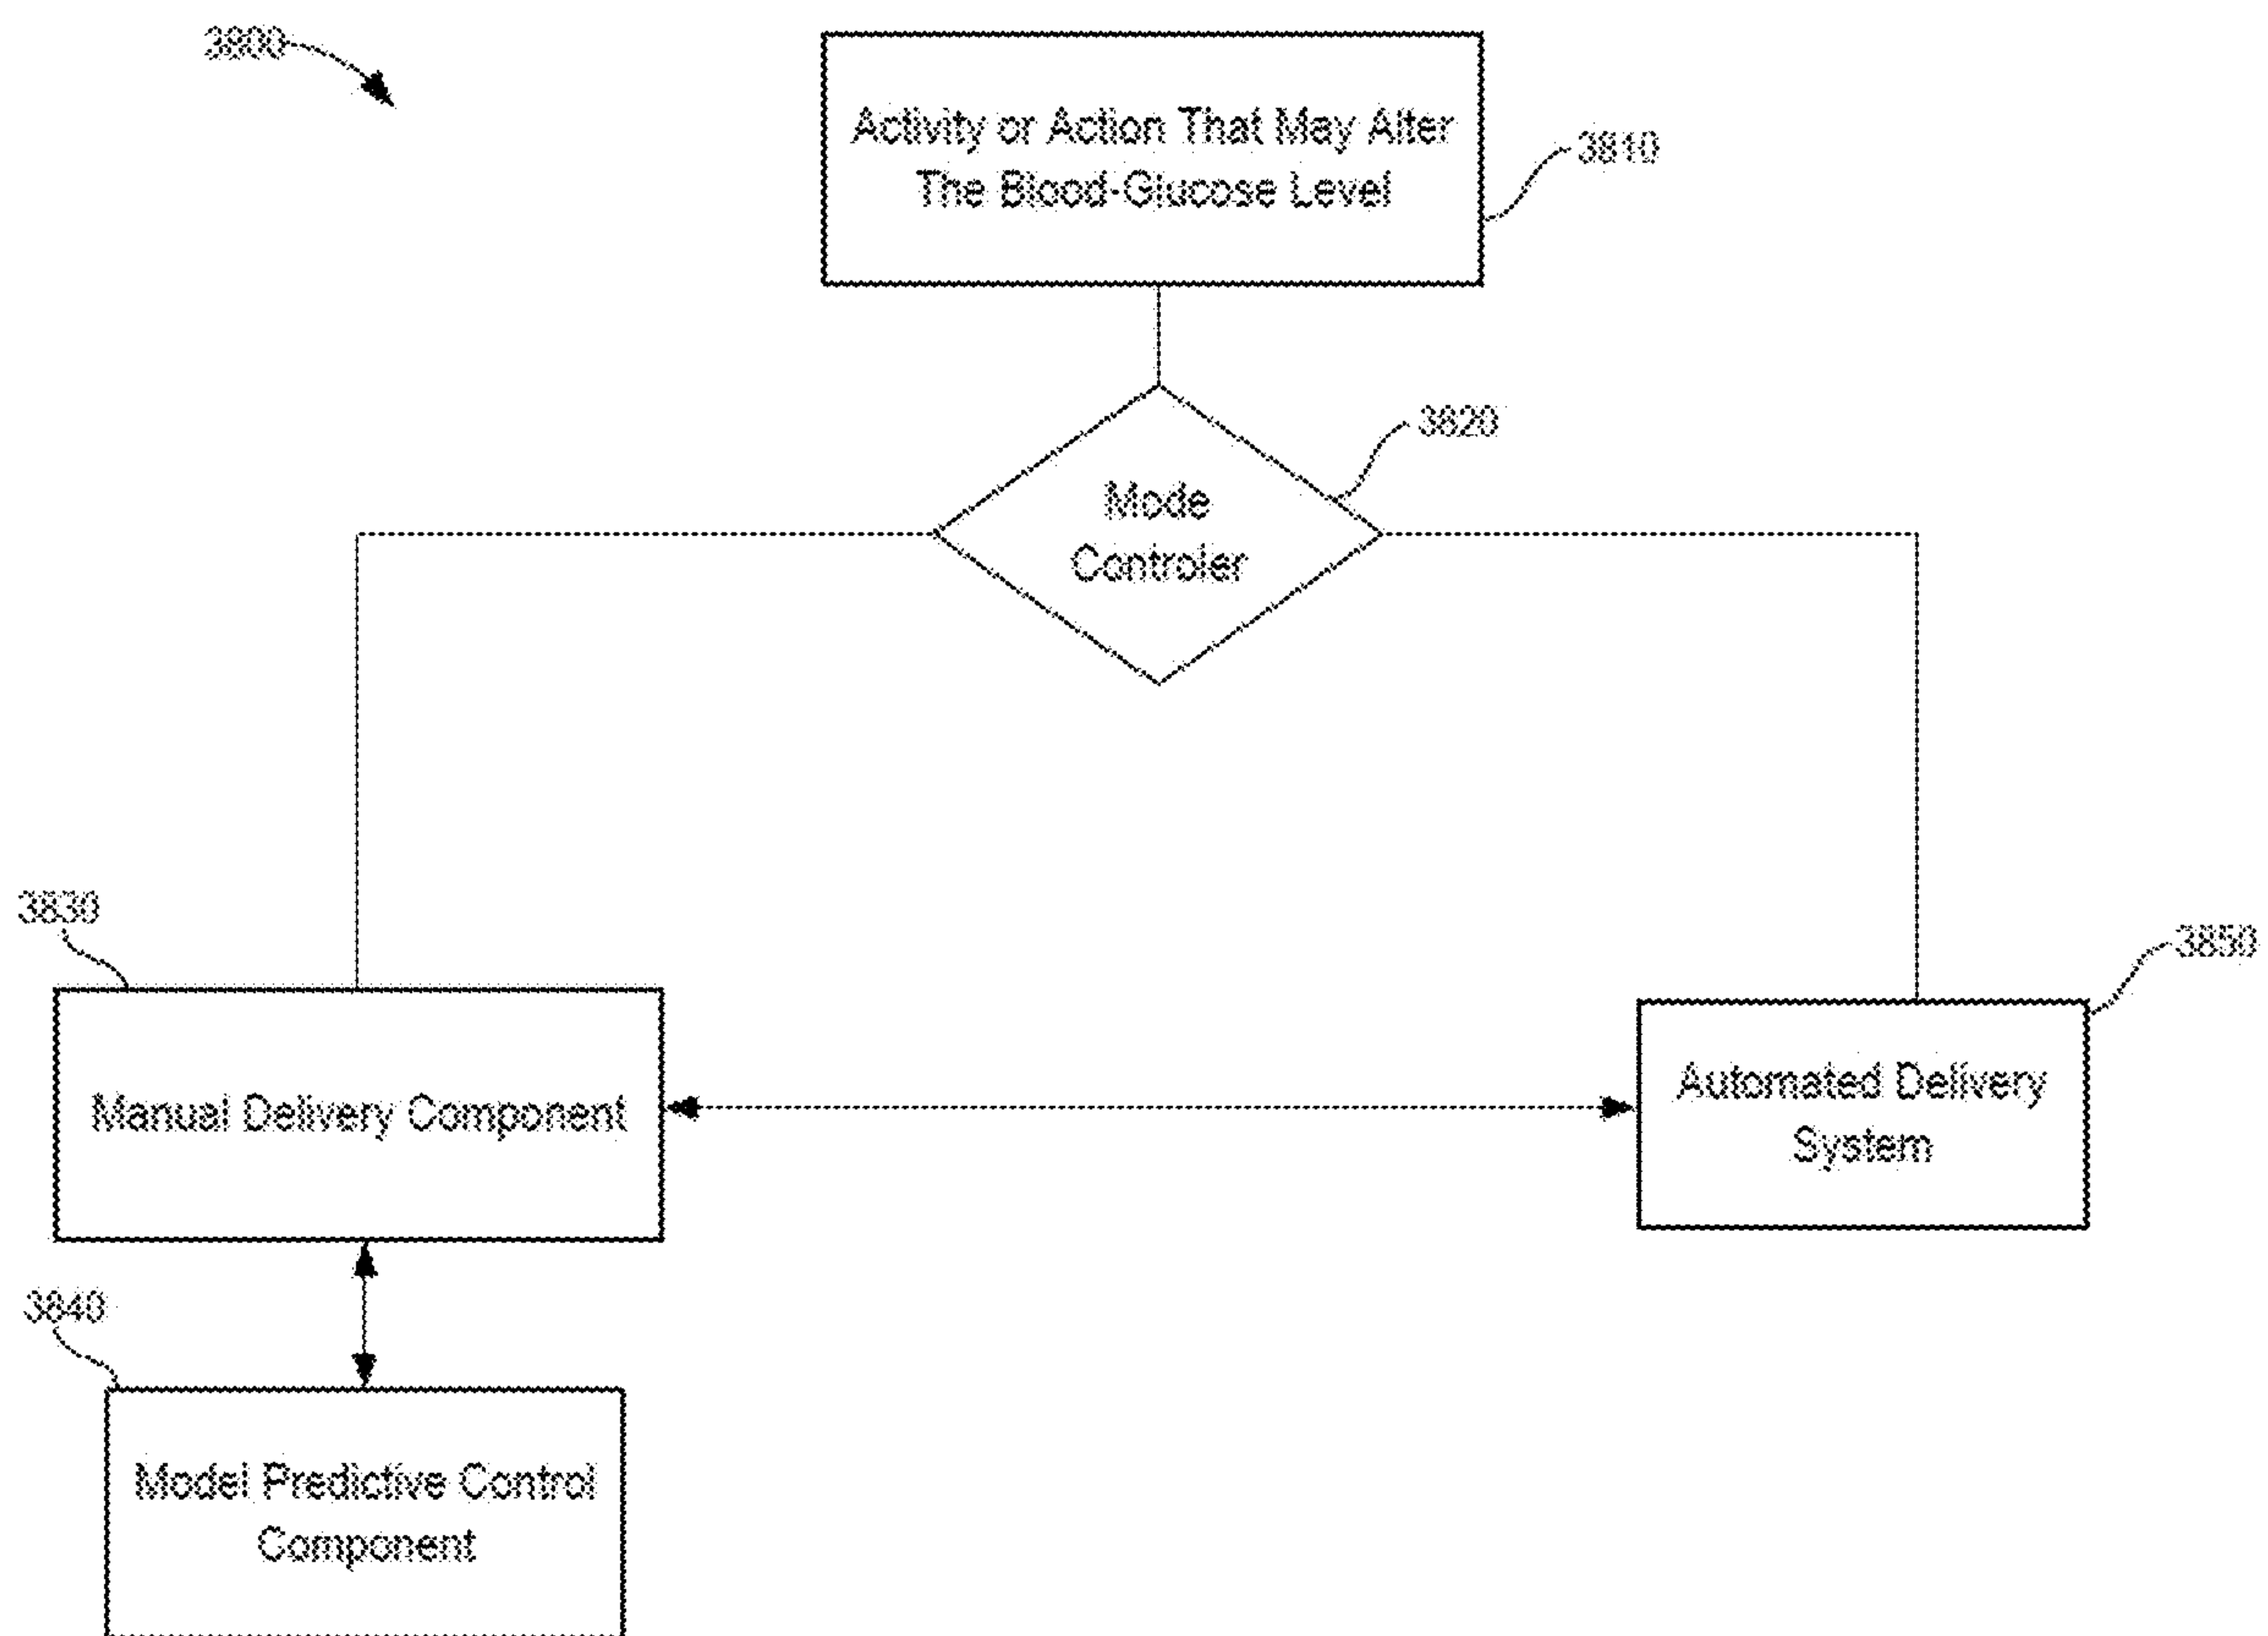 3800
Activity or Action That May Alter
The Blood-Glucose Level
3810
3820
Mode
Controler
3830
3850
Manual Delivery Component
Automated Delivery
System
3840
Model Predictive Control
Component